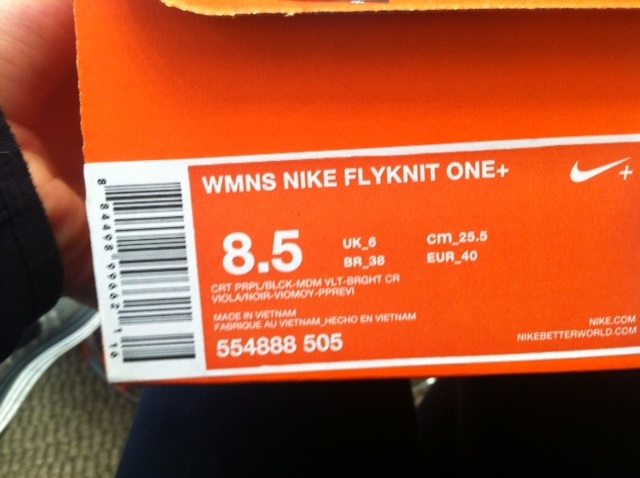 WMNS NIKE FLYKNIT ONE+
8.5
UK_6
cm_25.5
BR_38
EUR_40
CRT PRPL/BLCK-MDM VLT-BRGHT CR
VIOLA/NOIR-VIOMOY-PPREVI
MADE IN VIETNAM
FABRIQUE AU VIETNAM_HECHO EN VIETNAM
554888 505
NIKE.COM
NIKEBETTERWORLD.COM